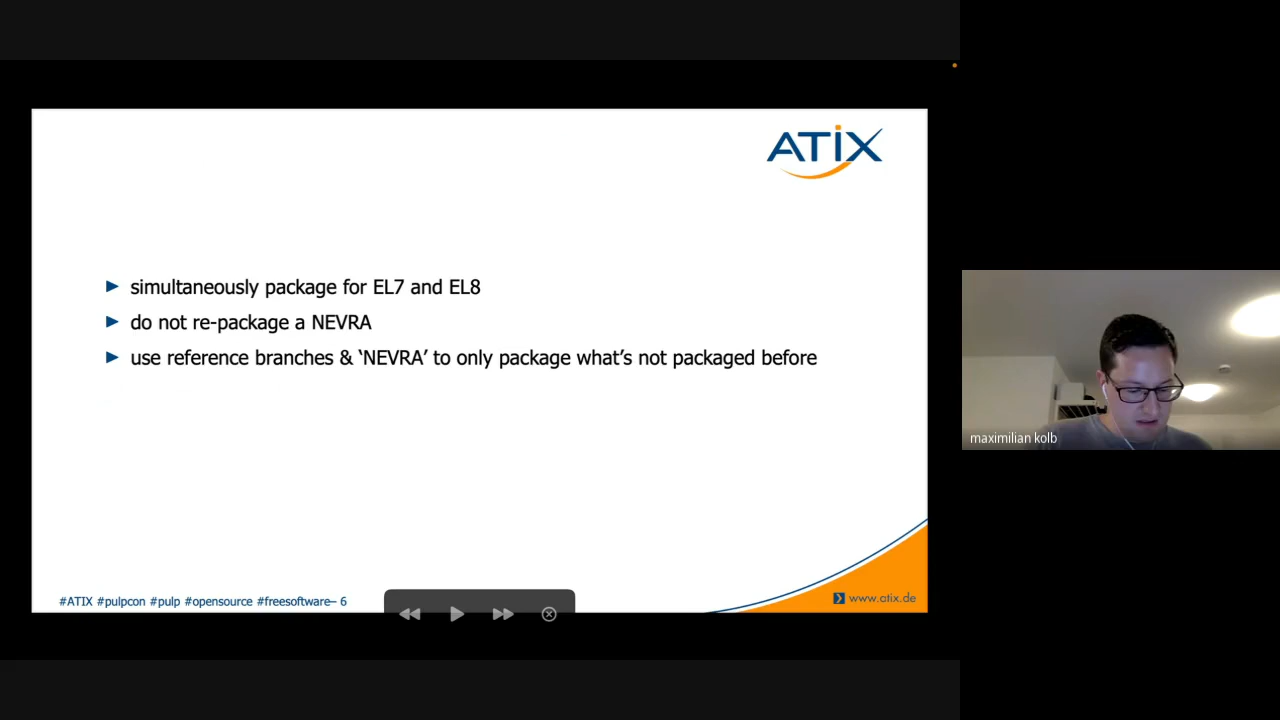 ATIX
simultaneously package for EL7 and EL8
do not re-package a NEVRA
use reference branches & ‘NEVRA’ to only package what’s not packaged before
#ATIX #pulpcon #pulp #opensource #freesoftware– 6
www.atix.de
maximilian kolb